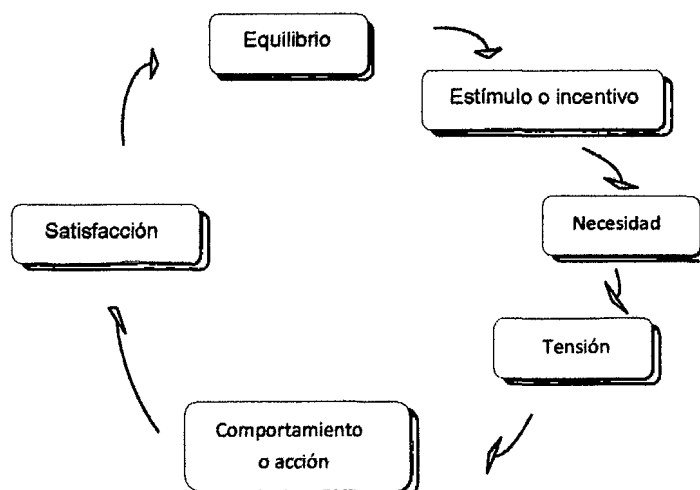 Equilibrio
Estímulo o incentivo
Necesidad
Tensión
Comportamiento
o acción
Satisfacción